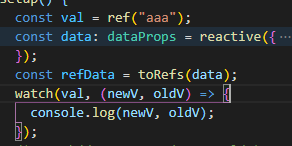 setup() {
const val = ref("aaa");
const data: dataProps = reactive({ ...
});
const refData = toRefs(data);
watch(val, (newV, oldV) => {
console.log(newV, oldV);
});